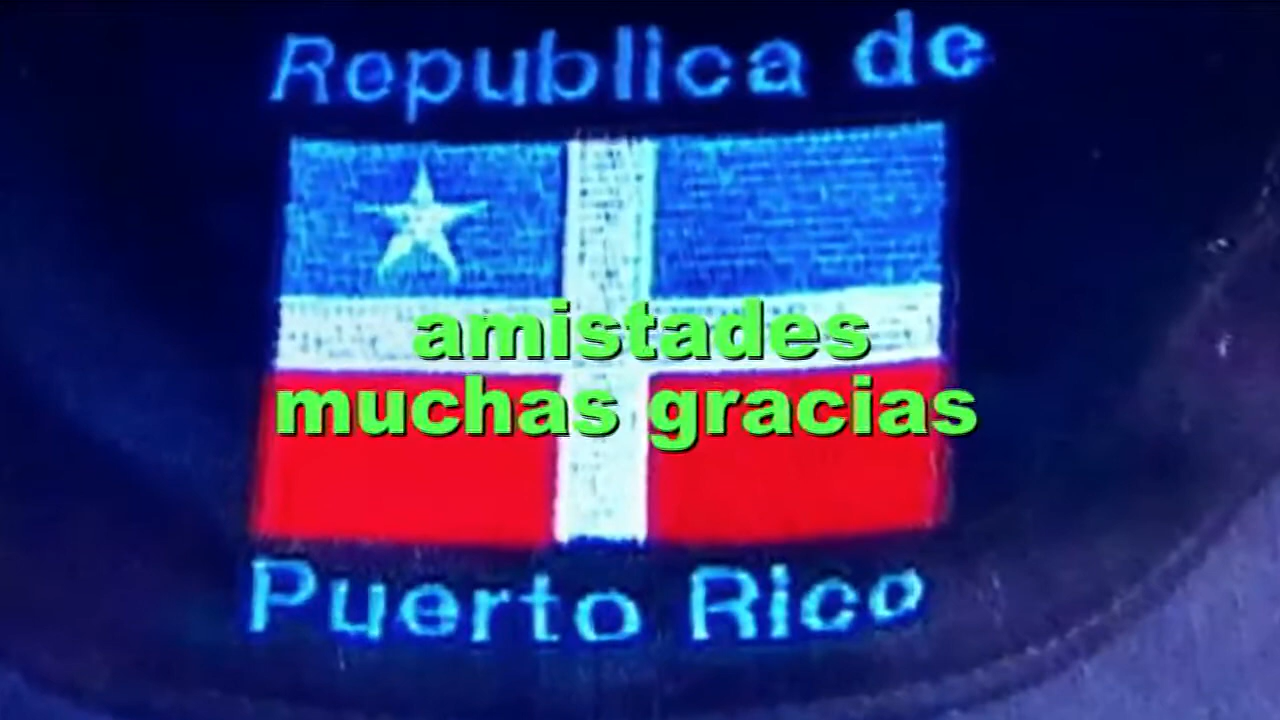 Republica de
amistades
muchas gracias
Puerto Rico